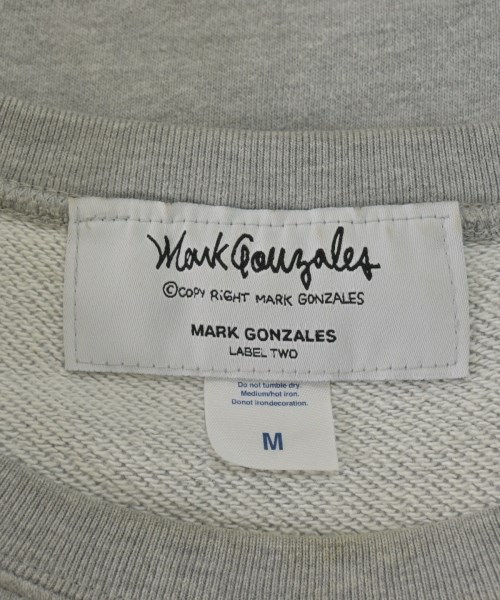 Mark Gonzales
©COPY RiGHT MARK GONZALES
MARK GONZALES
LABEL TWO
Do not tumble dry.
Medium/hot iron.
Donot irondecoration.
M